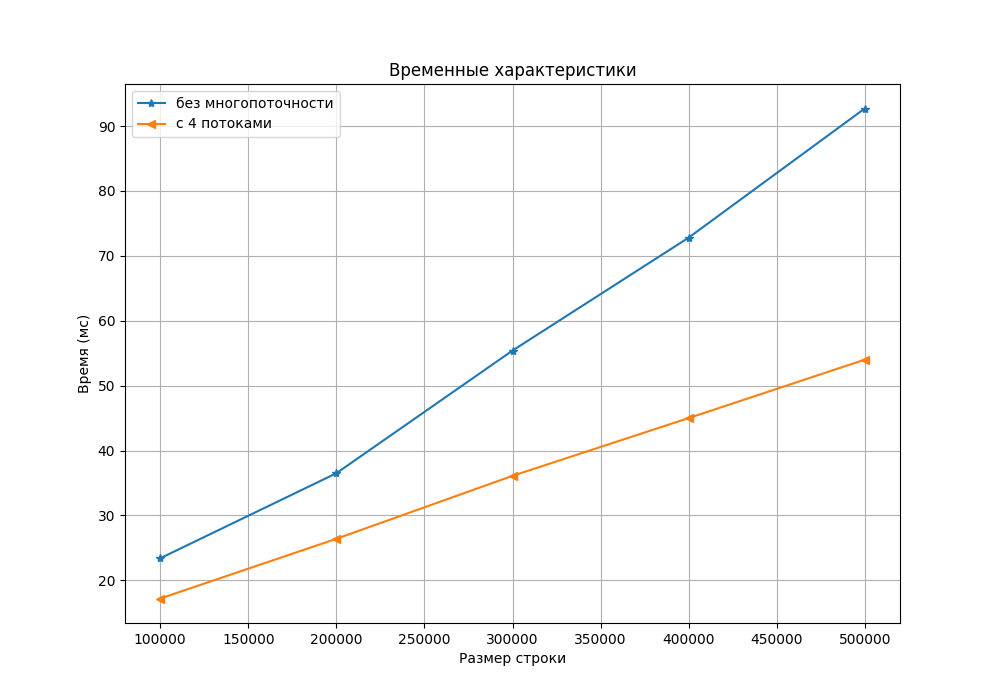 Временные характеристики
без многопоточности
с 4 потоками
90
80
70
60
50
40
30
20
Время (мс)
100000 150000 200000 250000 300000 350000 400000 450000 500000
Размер строки